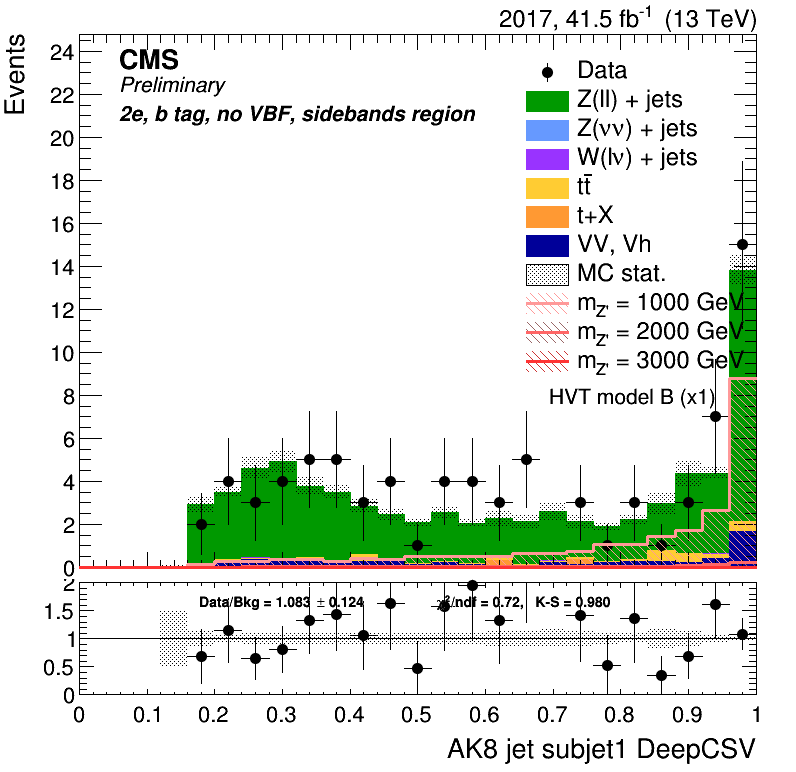 2017, 41.5 fb⁻¹ (13 TeV)
Events
CMS
Preliminary
2e, b tag, no VBF, sidebands region
Data
Z(ll) + jets
Z(νν) + jets
W(lν) + jets
tt̄
t+X
VV, Vh
MC stat.
m_Z' = 1000 GeV
m_Z' = 2000 GeV
m_Z' = 3000 GeV
HVT model B (x1)
24
22
20
18
16
14
12
10
8
6
4
2
0
Data/Bkg = 1.083 ± 0.124
χ²/ndf = 0.72, K-S = 0.980
2
1.5
1
0.5
0
0 0.1 0.2 0.3 0.4 0.5 0.6 0.7 0.8 0.9 1
AK8 jet subjet1 DeepCSV